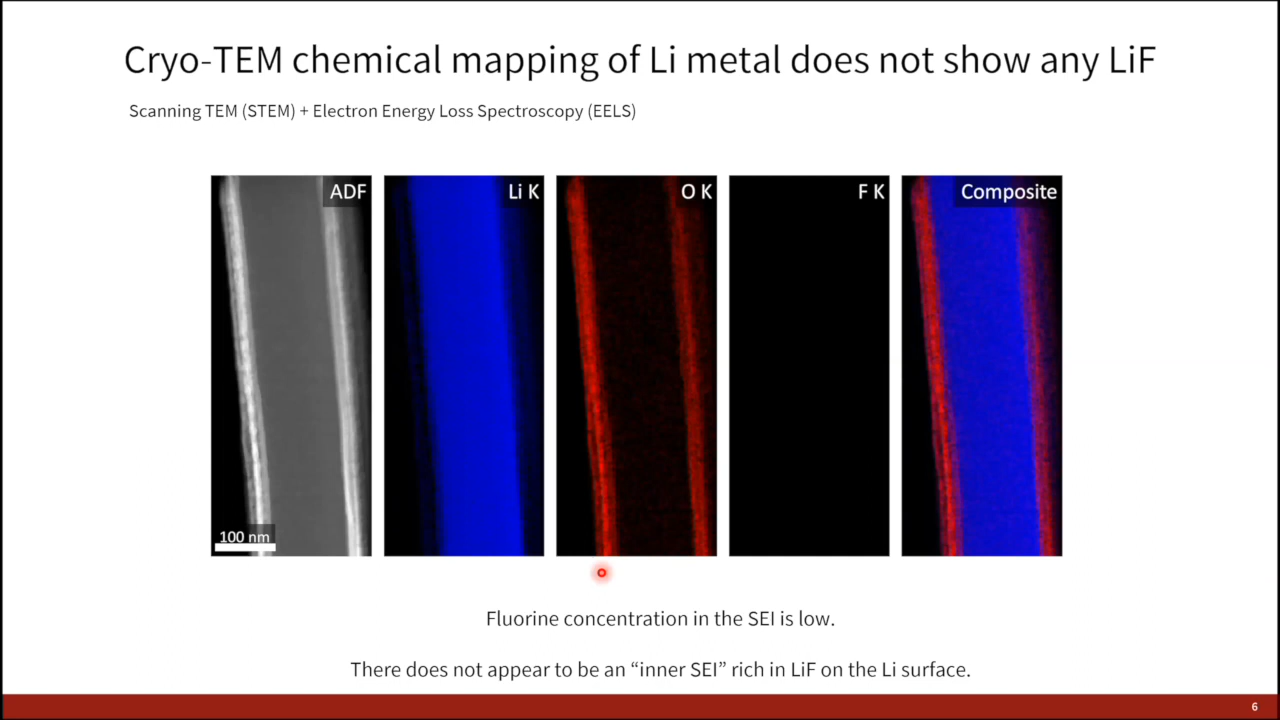 Cryo-TEM chemical mapping of Li metal does not show any LiF
Scanning TEM (STEM) + Electron Energy Loss Spectroscopy (EELS)
ADF
Li K
O K
F K
Composite
100 nm
Fluorine concentration in the SEI is low.
There does not appear to be an “inner SEI” rich in LiF on the Li surface.
6